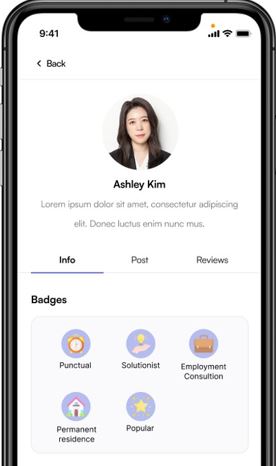 9:41
Back
Ashley Kim
Lorem ipsum dolor sit amet, consectetur adipiscing
elit. Donec luctus enim nunc mus.
Info Post Reviews
Badges
Punctual Solutionist Employment
Consultion
Permanent
residence Popular